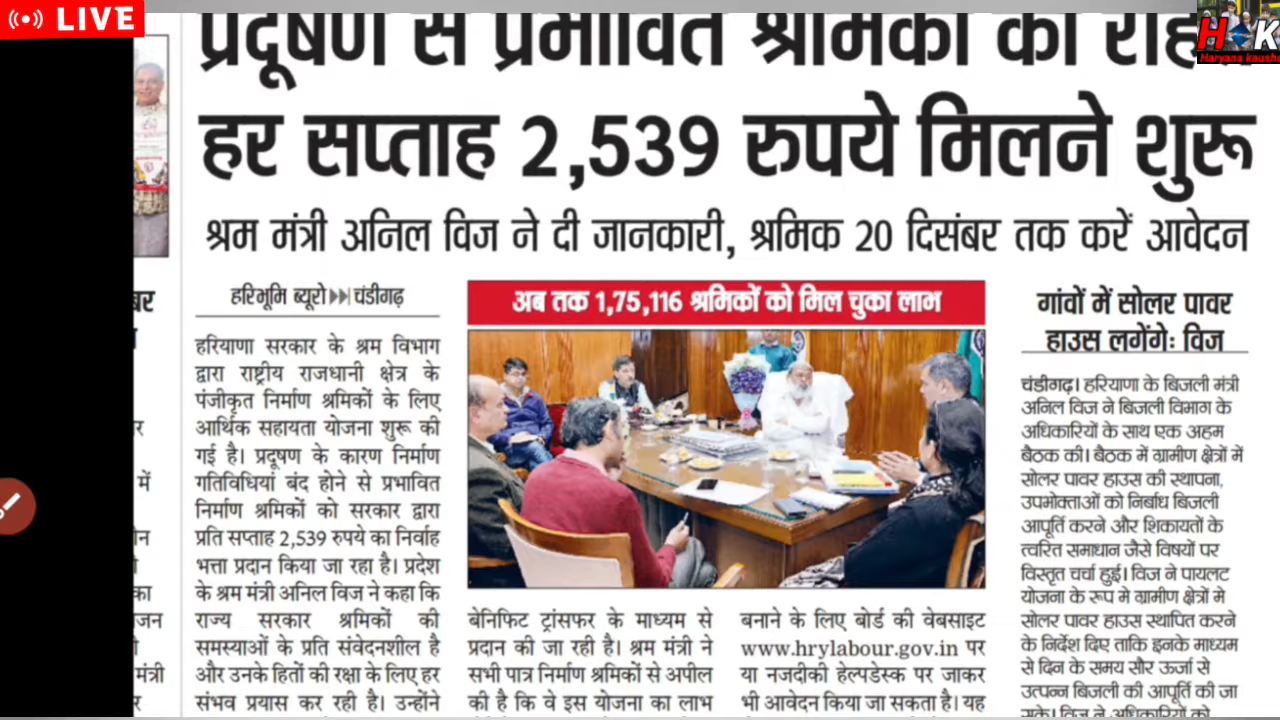 LIVE
H K
Haryana kaushal
प्रदूषण से प्रभावित श्रमिकों को
हर सप्ताह 2,539 रुपये मिलने शुरू
श्रम मंत्री अनिल विज ने दी जानकारी, श्रमिक 20 दिसंबर तक करें आवेदन
हरिभूमि ब्यूरो चंडीगढ़
हरियाणा सरकार के श्रम विभाग
द्वारा राष्ट्रीय राजधानी क्षेत्र के
पंजीकृत निर्माण श्रमिकों के लिए
आर्थिक सहायता योजना शुरू की
गई है। प्रदूषण के कारण निर्माण
गतिविधियां बंद होने से प्रभावित
निर्माण श्रमिकों को सरकार द्वारा
प्रति सप्ताह 2,539 रुपये का निर्वाह
भत्ता प्रदान किया जा रहा है। प्रदेश
के श्रम मंत्री अनिल विज ने कहा कि
राज्य सरकार श्रमिकों की
समस्याओं के प्रति संवेदनशील है
और उनके हितों की रक्षा के लिए हर
संभव प्रयास कर रही है। उन्होंने
अब तक 1,75,116 श्रमिकों को मिल चुका लाभ
बेनिफिट ट्रांसफर के माध्यम से
प्रदान की जा रही है। श्रम मंत्री ने
सभी पात्र निर्माण श्रमिकों से अपील
की है कि वे इस योजना का लाभ
बनाने के लिए बोर्ड की वेबसाइट
www.hrylabour.gov.in पर
या नजदीकी हेल्पडेस्क पर जाकर
भी आवेदन किया जा सकता है। यह
गांवों में सोलर पावर
हाउस लगेंगेः विज
चंडीगढ़। हरियाणा के बिजली मंत्री
अनिल विज ने बिजली विभाग के
अधिकारियों के साथ एक अहम
बैठक की। बैठक में ग्रामीण क्षेत्रों में
सोलर पावर हाउस की स्थापना,
उपभोक्ताओं को निर्बाध बिजली
आपूर्ति करने और शिकायतों के
त्वरित समाधान जैसे विषयों पर
विस्तृत चर्चा हुई। विज ने पायलट
योजना के रूप मे ग्रामीण क्षेत्रों मे
सोलर पावर हाउस स्थापित करने
के निर्देश दिए ताकि इनके माध्यम
से दिन के समय सौर ऊर्जा से
उत्पन्न बिजली की आपूर्ति की जा
सके। विज ने अधिकारियों को